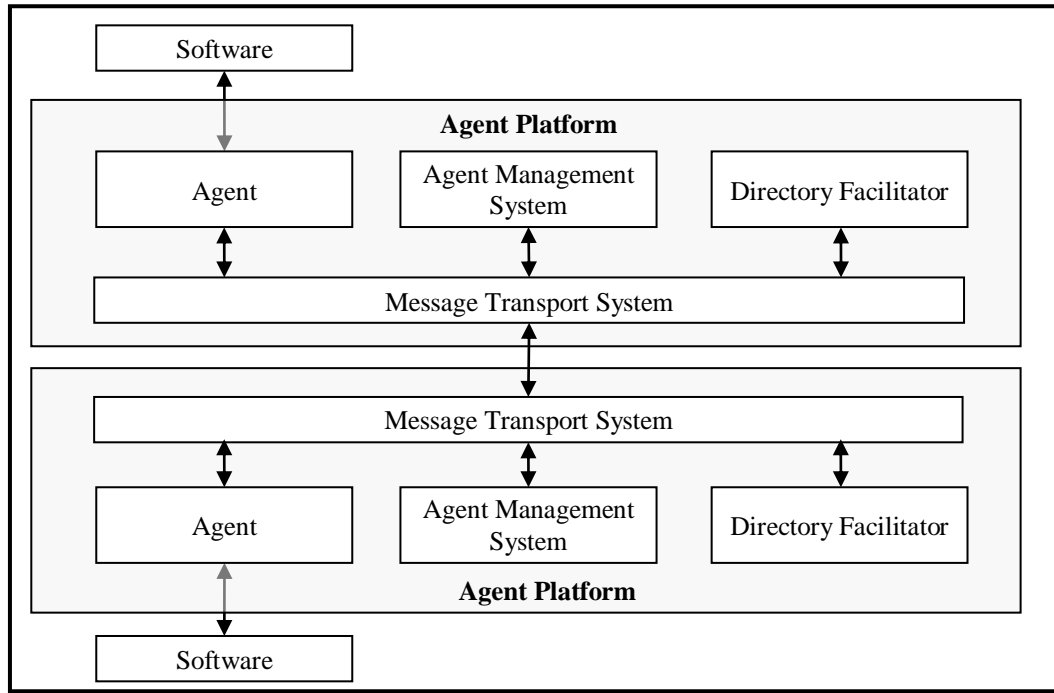 Software
Agent Platform
Agent
Agent Management
System
Directory Facilitator
Message Transport System
Message Transport System
Agent
Agent Management
System
Directory Facilitator
Agent Platform
Software